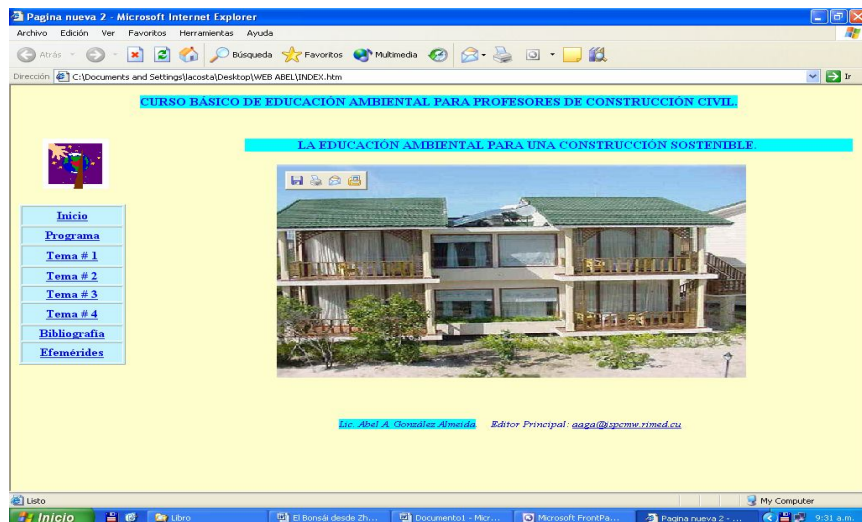 Pagina nueva 2 - Microsoft Internet Explorer
Archivo Edición Ver Favoritos Herramientas Ayuda
Atrás Búsqueda Favoritos Multimedia
Dirección C:\Documents and Settings\lacosta\Desktop\WEB ABEL\INDEX.htm Ir
CURSO BÁSICO DE EDUCACIÓN AMBIENTAL PARA PROFESORES DE CONSTRUCCIÓN CIVIL.
LA EDUCACIÓN AMBIENTAL PARA UNA CONSTRUCCIÓN SOSTENIBLE.
Inicio
Programa
Tema # 1
Tema # 2
Tema # 3
Tema # 4
Bibliografía
Efemérides
Lic. Abel A. González Almeida. Editor Principal: aaga@ispcmw.rimed.cu
Listo My Computer
Inicio Libro El Bonsái desde Zh... Documento1 - Micr... Microsoft FrontPa... Pagina nueva 2 - ... 9:31 a.m.